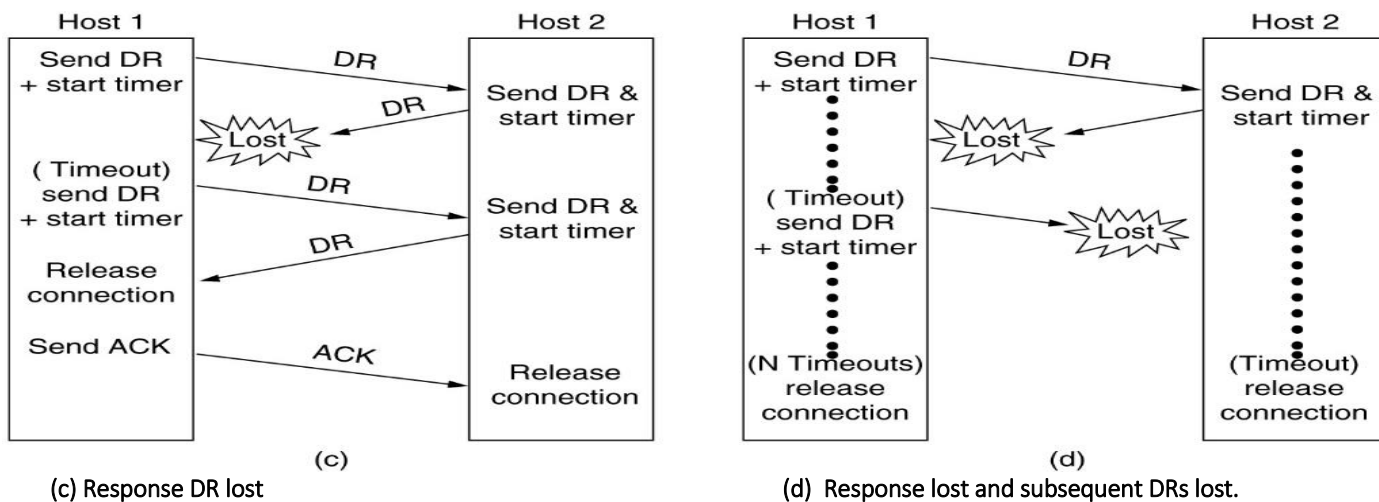 Host 1
Host 2
Send DR
+ start timer
DR
Send DR &
start timer
DR
Lost
( Timeout)
send DR
+ start timer
DR
Send DR &
start timer
DR
Release
connection
Send ACK
ACK
Release
connection
(c)
(c) Response DR lost
Host 1
Host 2
Send DR
+ start timer
DR
Send DR &
start timer
Lost
( Timeout)
send DR
+ start timer
Lost
(N Timeouts)
release
connection
(Timeout)
release
connection
(d)
(d) Response lost and subsequent DRs lost.